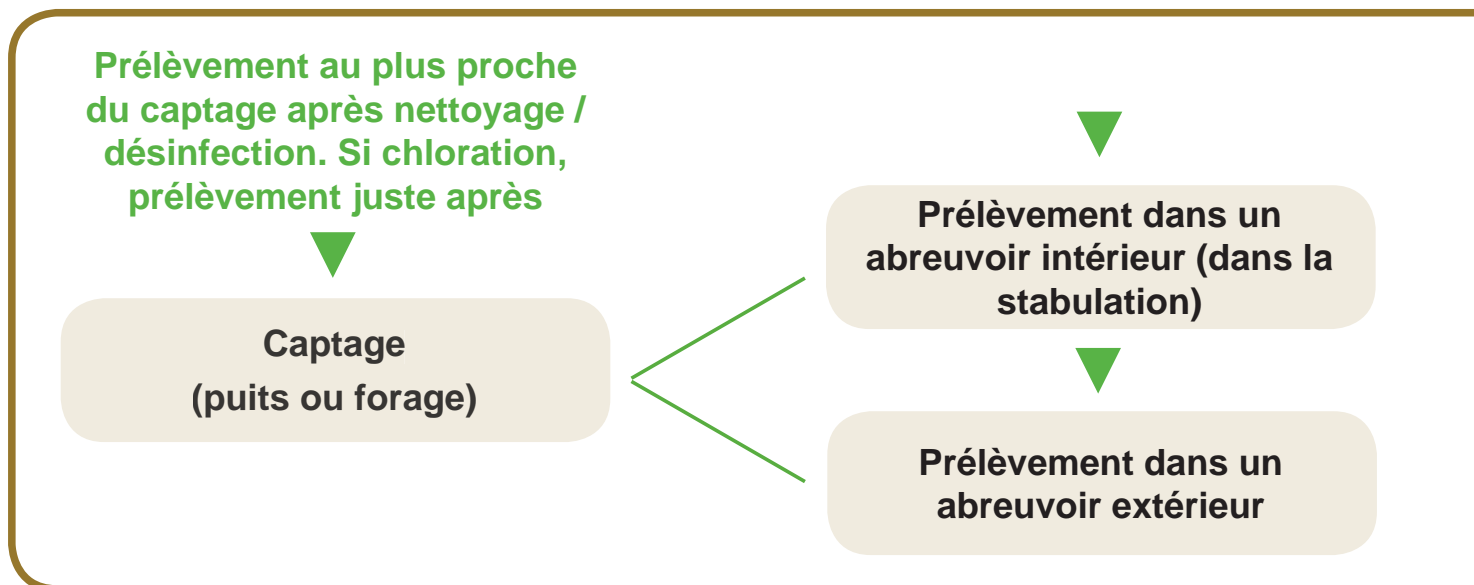 Prélèvement au plus proche
du captage après nettoyage /
désinfection. Si chloration,
prélèvement juste après
Captage
(puits ou forage)
Prélèvement dans un
abreuvoir intérieur (dans la
stabulation)
Prélèvement dans un
abreuvoir extérieur